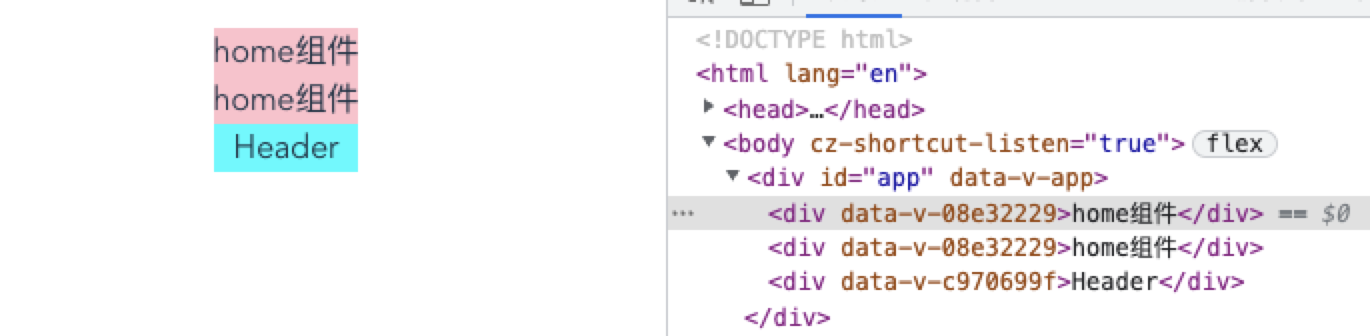 home组件
home组件
Header
<!DOCTYPE html>
<html lang="en">
<head>…</head>
<body cz-shortcut-listen="true"> flex
<div id="app" data-v-app>
<div data-v-08e32229>home组件</div> == $0
<div data-v-08e32229>home组件</div>
<div data-v-c970699f>Header</div>
</div>